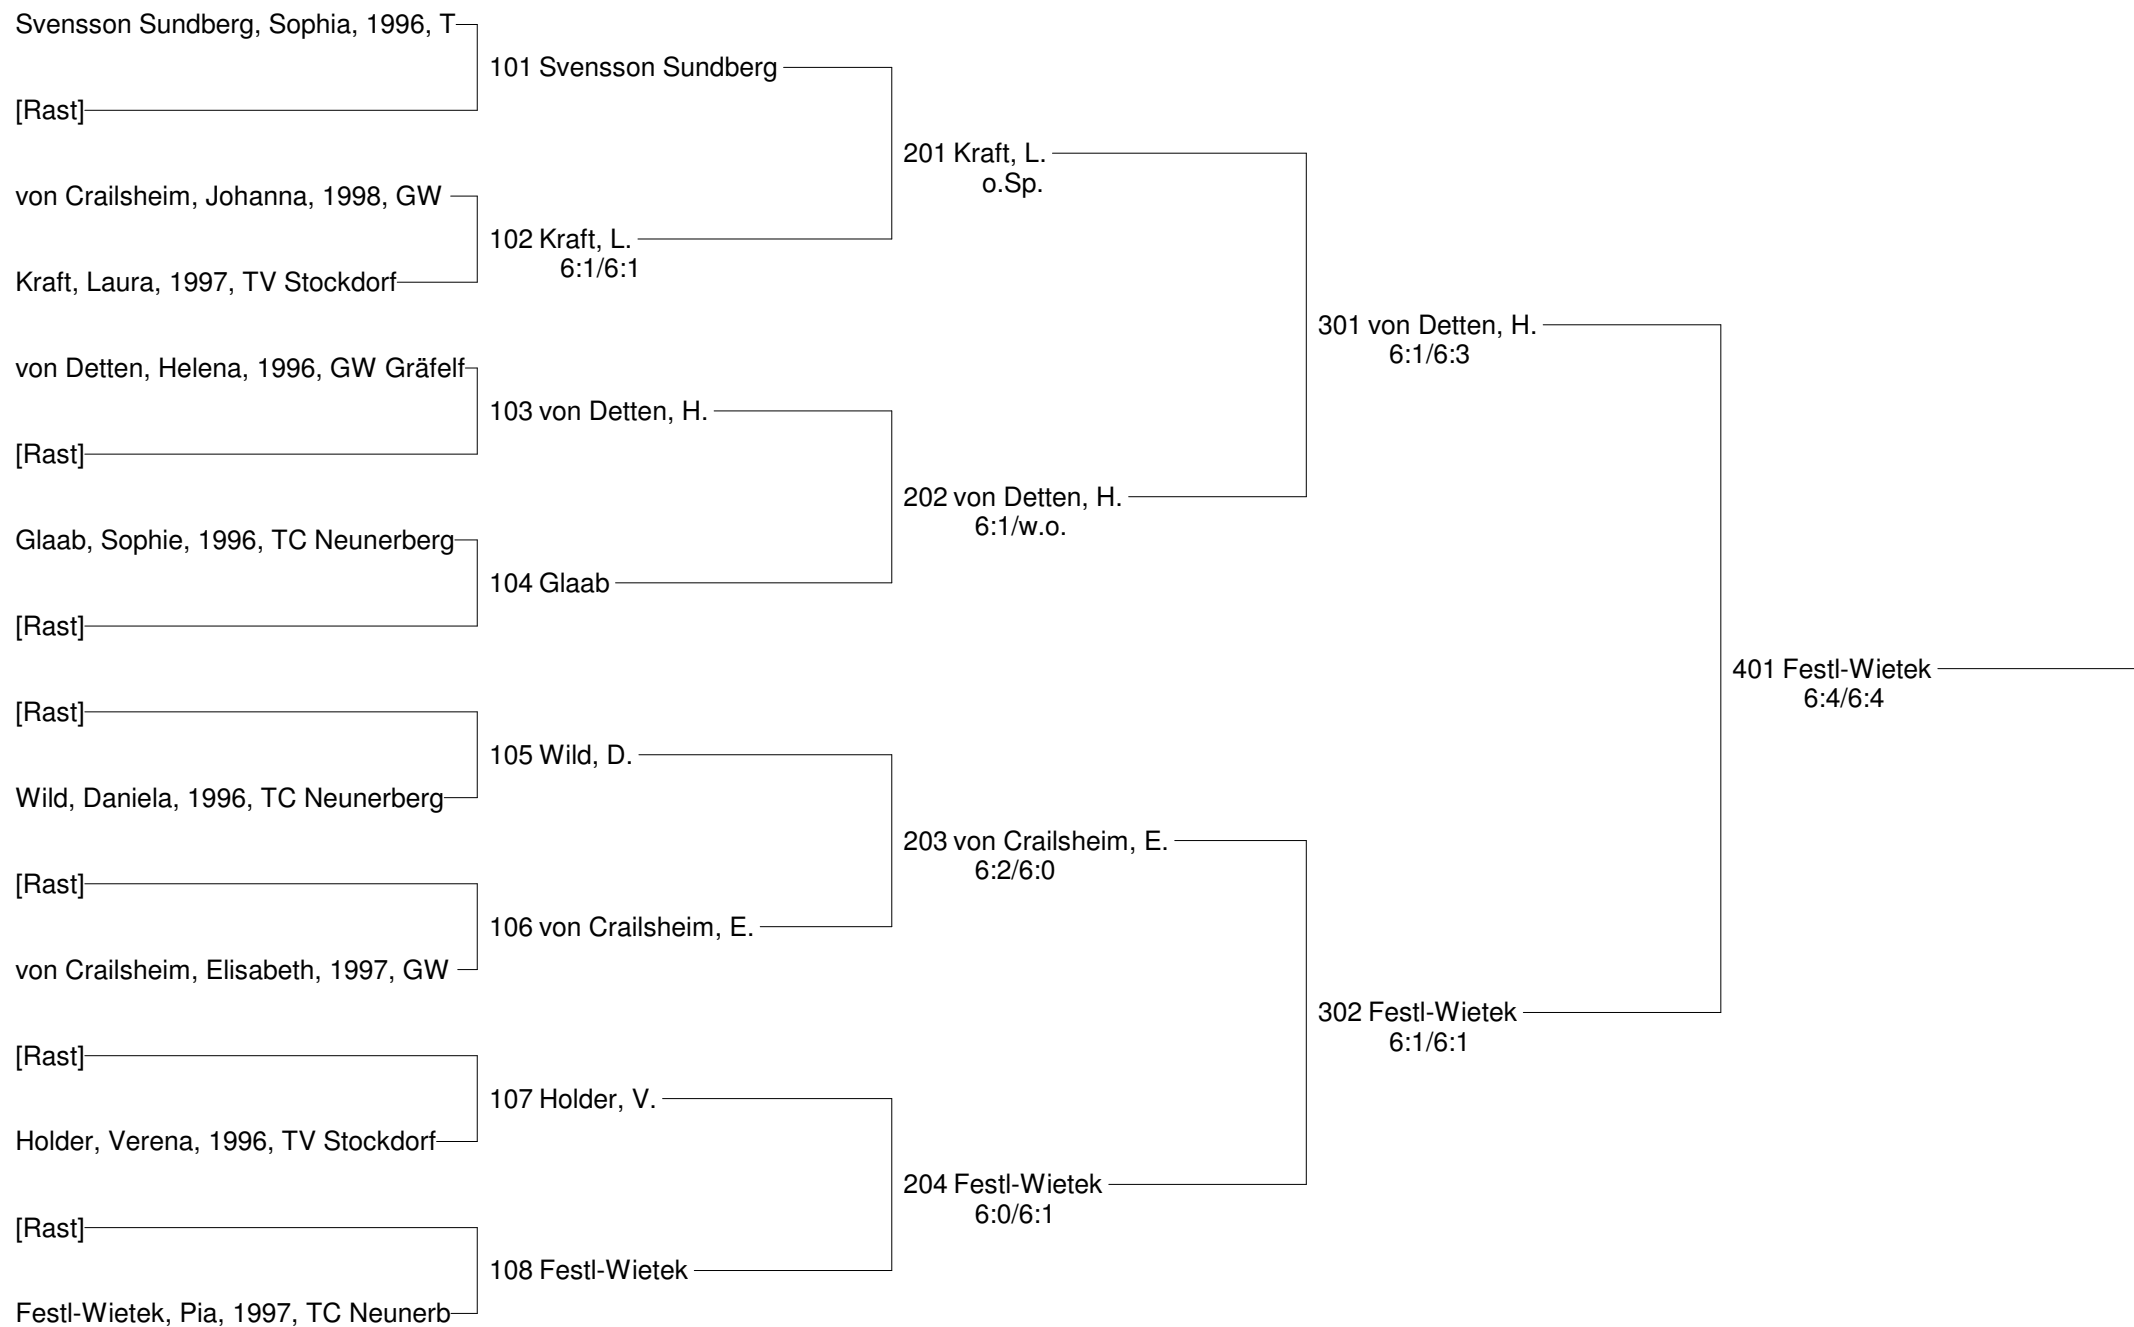 Svensson Sundberg, Sophia, 1996, T
101 Svensson Sundberg
[Rast]
201 Kraft, L.
o.Sp.
von Crailsheim, Johanna, 1998, GW
102 Kraft, L.
6:1/6:1
Kraft, Laura, 1997, TV Stockdorf
301 von Detten, H.
6:1/6:3
von Detten, Helena, 1996, GW Gräfelf
103 von Detten, H.
[Rast]
202 von Detten, H.
6:1/w.o.
Glaab, Sophie, 1996, TC Neunerberg
104 Glaab
[Rast]
401 Festl-Wietek
6:4/6:4
[Rast]
105 Wild, D.
Wild, Daniela, 1996, TC Neunerberg
203 von Crailsheim, E.
6:2/6:0
[Rast]
106 von Crailsheim, E.
von Crailsheim, Elisabeth, 1997, GW
302 Festl-Wietek
6:1/6:1
[Rast]
107 Holder, V.
Holder, Verena, 1996, TV Stockdorf
204 Festl-Wietek
6:0/6:1
[Rast]
108 Festl-Wietek
Festl-Wietek, Pia, 1997, TC Neunerb